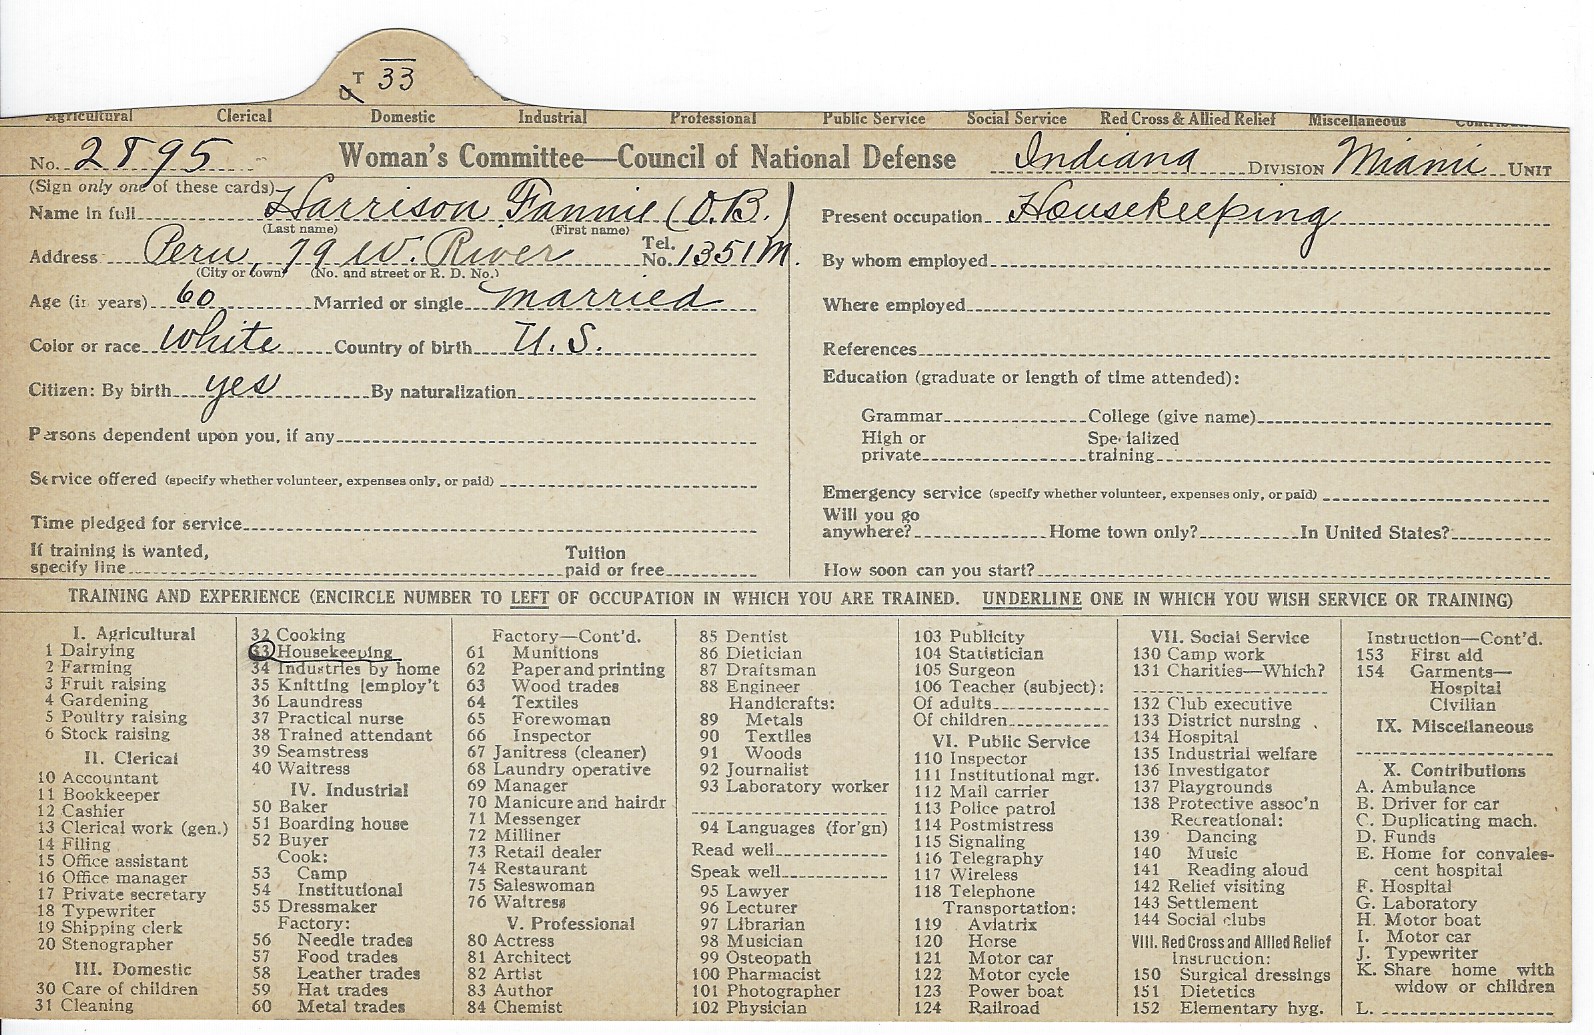 T 33
U
Agricultural Clerical Domestic Industrial Professional Public Service Social Service Red Cross & Allied Relief Miscellaneous
No. 2895 Woman's Committee—Council of National Defense Indiana DIVISION Miami UNIT
(Sign only one of these cards)
Name in full Harrison Fannie (O.B.)
(Last name) (First name)
Address Peru, 79 W. River Tel. No. 1351M.
(City or town) (No. and street or R. D. No.)
Age (in years) 60 Married or single married
Color or race White Country of birth U.S.
Citizen: By birth yes By naturalization
Persons dependent upon you, if any
Service offered (specify whether volunteer, expenses only, or paid)
Time pledged for service
If training is wanted, specify line Tuition paid or free
Present occupation Housekeeping
By whom employed
Where employed
References
Education (graduate or length of time attended):
Grammar College (give name)
High or private Specialized training
Emergency service (specify whether volunteer, expenses only, or paid)
Will you go anywhere? Home town only? In United States?
How soon can you start?
TRAINING AND EXPERIENCE (ENCIRCLE NUMBER TO LEFT OF OCCUPATION IN WHICH YOU ARE TRAINED. UNDERLINE ONE IN WHICH YOU WISH SERVICE OR TRAINING)
I. Agricultural
1 Dairying
2 Farming
3 Fruit raising
4 Gardening
5 Poultry raising
6 Stock raising
II. Clerical
10 Accountant
11 Bookkeeper
12 Cashier
13 Clerical work (gen.)
14 Filing
15 Office assistant
16 Office manager
17 Private secretary
18 Typewriter
19 Shipping clerk
20 Stenographer
III. Domestic
30 Care of children
31 Cleaning
32 Cooking
33 Housekeeping
34 Industries by home
35 Knitting [employ't
36 Laundress
37 Practical nurse
38 Trained attendant
39 Seamstress
40 Waitress
IV. Industrial
50 Baker
51 Boarding house
52 Buyer
Cook:
53 Camp
54 Institutional
55 Dressmaker
Factory:
56 Needle trades
57 Food trades
58 Leather trades
59 Hat trades
60 Metal trades
Factory—Cont'd.
61 Munitions
62 Paper and printing
63 Wood trades
64 Textiles
65 Forewoman
66 Inspector
67 Janitress (cleaner)
68 Laundry operative
69 Manager
70 Manicure and hairdr
71 Messenger
72 Milliner
73 Retail dealer
74 Restaurant
75 Saleswoman
76 Waitress
V. Professional
80 Actress
81 Architect
82 Artist
83 Author
84 Chemist
85 Dentist
86 Dietician
87 Draftsman
88 Engineer
Handicrafts:
89 Metals
90 Textiles
91 Woods
92 Journalist
93 Laboratory worker
94 Languages (for'gn)
Read well
Speak well
95 Lawyer
96 Lecturer
97 Librarian
98 Musician
99 Osteopath
100 Pharmacist
101 Photographer
102 Physician
103 Publicity
104 Statistician
105 Surgeon
106 Teacher (subject):
Of adults
Of children
VI. Public Service
110 Inspector
111 Institutional mgr.
112 Mail carrier
113 Police patrol
114 Postmistress
115 Signaling
116 Telegraphy
117 Wireless
118 Telephone
Transportation:
119 Aviatrix
120 Horse
121 Motor car
122 Motor cycle
123 Power boat
124 Railroad
VII. Social Service
130 Camp work
131 Charities—Which?
132 Club executive
133 District nursing
134 Hospital
135 Industrial welfare
136 Investigator
137 Playgrounds
138 Protective assoc'n
Recreational:
139 Dancing
140 Music
141 Reading aloud
142 Relief visiting
143 Settlement
144 Social clubs
VIII. Red Cross and Allied Relief
Instruction:
150 Surgical dressings
151 Dietetics
152 Elementary hyg.
Instruction—Cont'd.
153 First aid
154 Garments—
Hospital
Civilian
IX. Miscellaneous
X. Contributions
A. Ambulance
B. Driver for car
C. Duplicating mach.
D. Funds
E. Home for convales-
cent hospital
F. Hospital
G. Laboratory
H. Motor boat
I. Motor car
J. Typewriter
K. Share home with
widow or children
L.